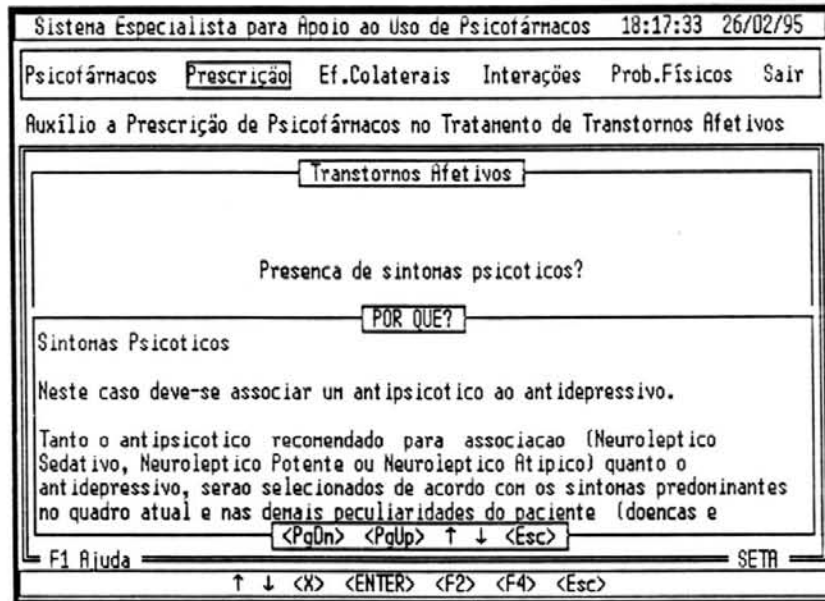 Sistema Especialista para Apoio ao Uso de Psicofármacos 18:17:33 26/02/95
Psicofármacos Prescrição Ef.Colaterais Interações Prob.Físicos Sair
Auxílio a Prescrição de Psicofármacos no Tratamento de Transtornos Afetivos
Transtornos Afetivos
Presenca de sintomas psicoticos?
POR QUE?
Sintomas Psicoticos
Neste caso deve-se associar um antipsicotico ao antidepressivo.
Tanto o antipsicotico recomendado para associacao (Neuroleptico
Sedativo, Neuroleptico Potente ou Neuroleptico Atipico) quanto o
antidepressivo, serao selecionados de acordo com os sintomas predominantes
no quadro atual e nas demais peculiaridades do paciente (doencas e
<PgDn> <PgUp> ↑ ↓ <Esc>
F1 Ajuda SETA
↑ ↓ <X> <ENTER> <F2> <F4> <Esc>